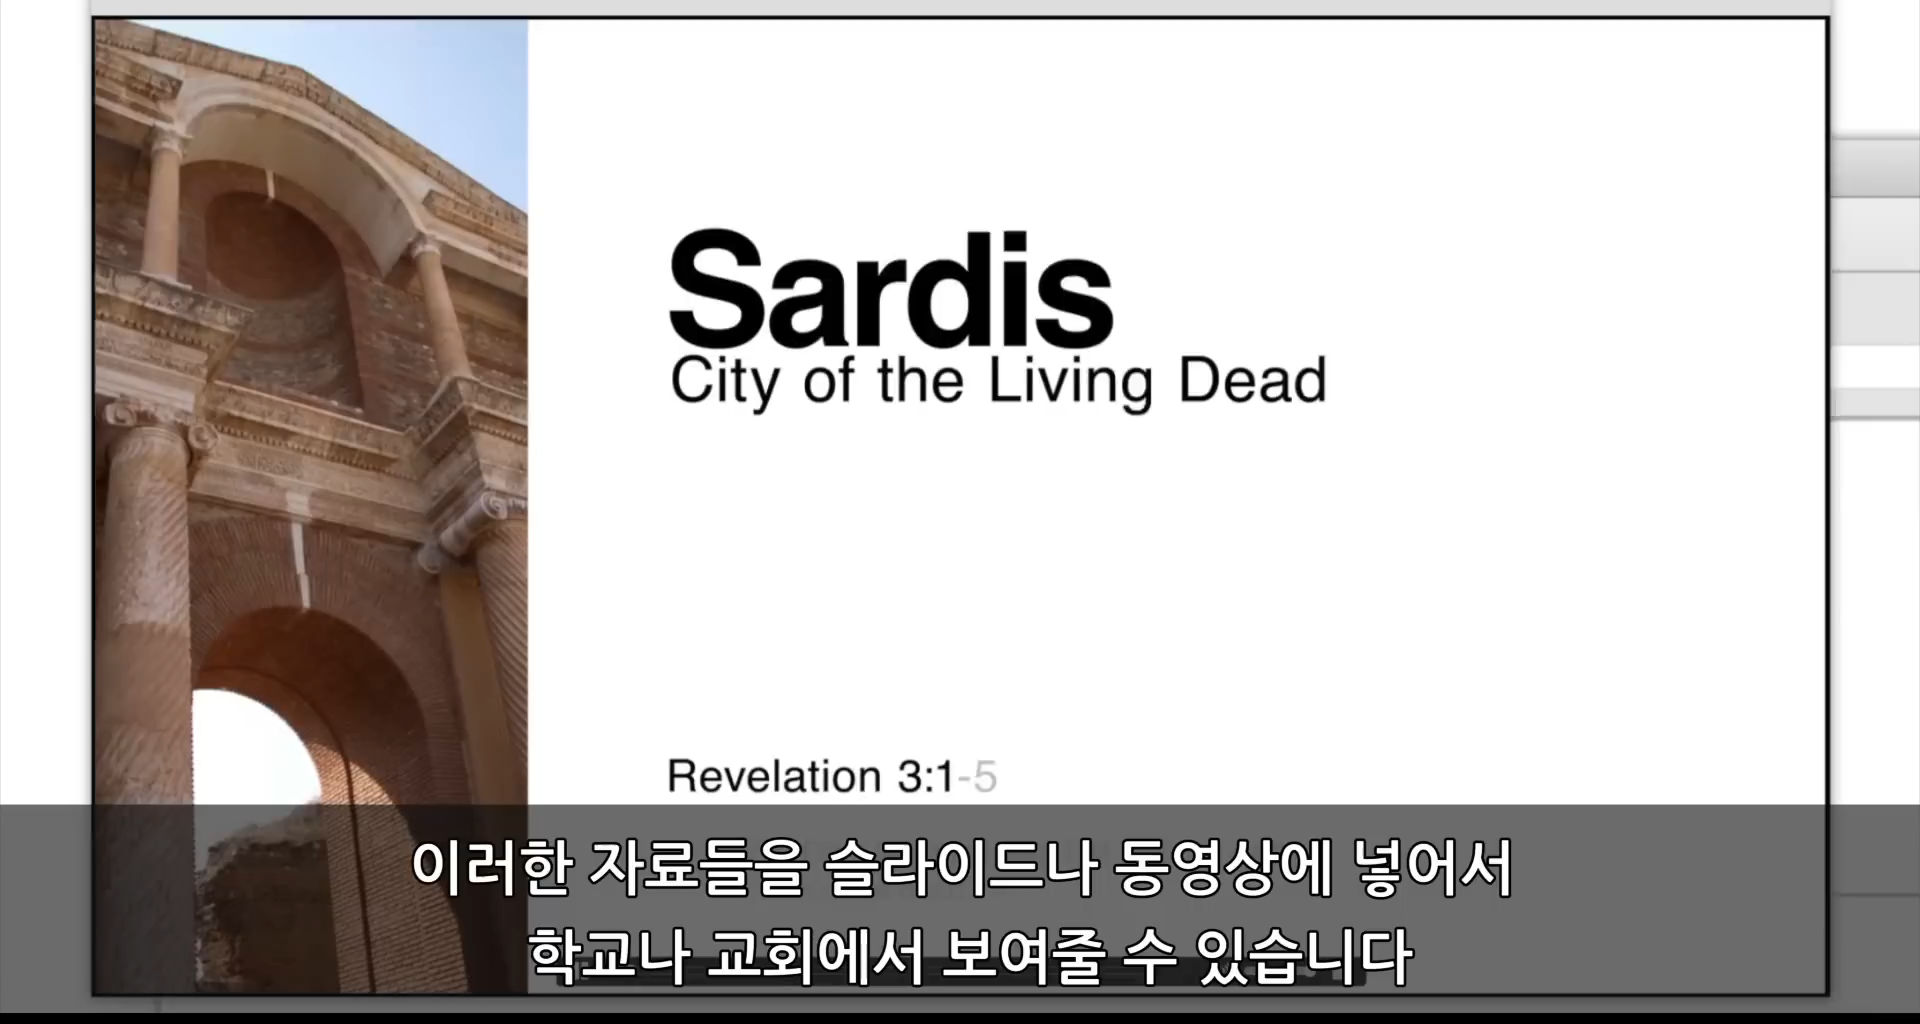 Sardis
City of the Living Dead
Revelation 3:1-5
이러한 자료들을 슬라이드나 동영상에 넣어서
학교나 교회에서 보여줄 수 있습니다